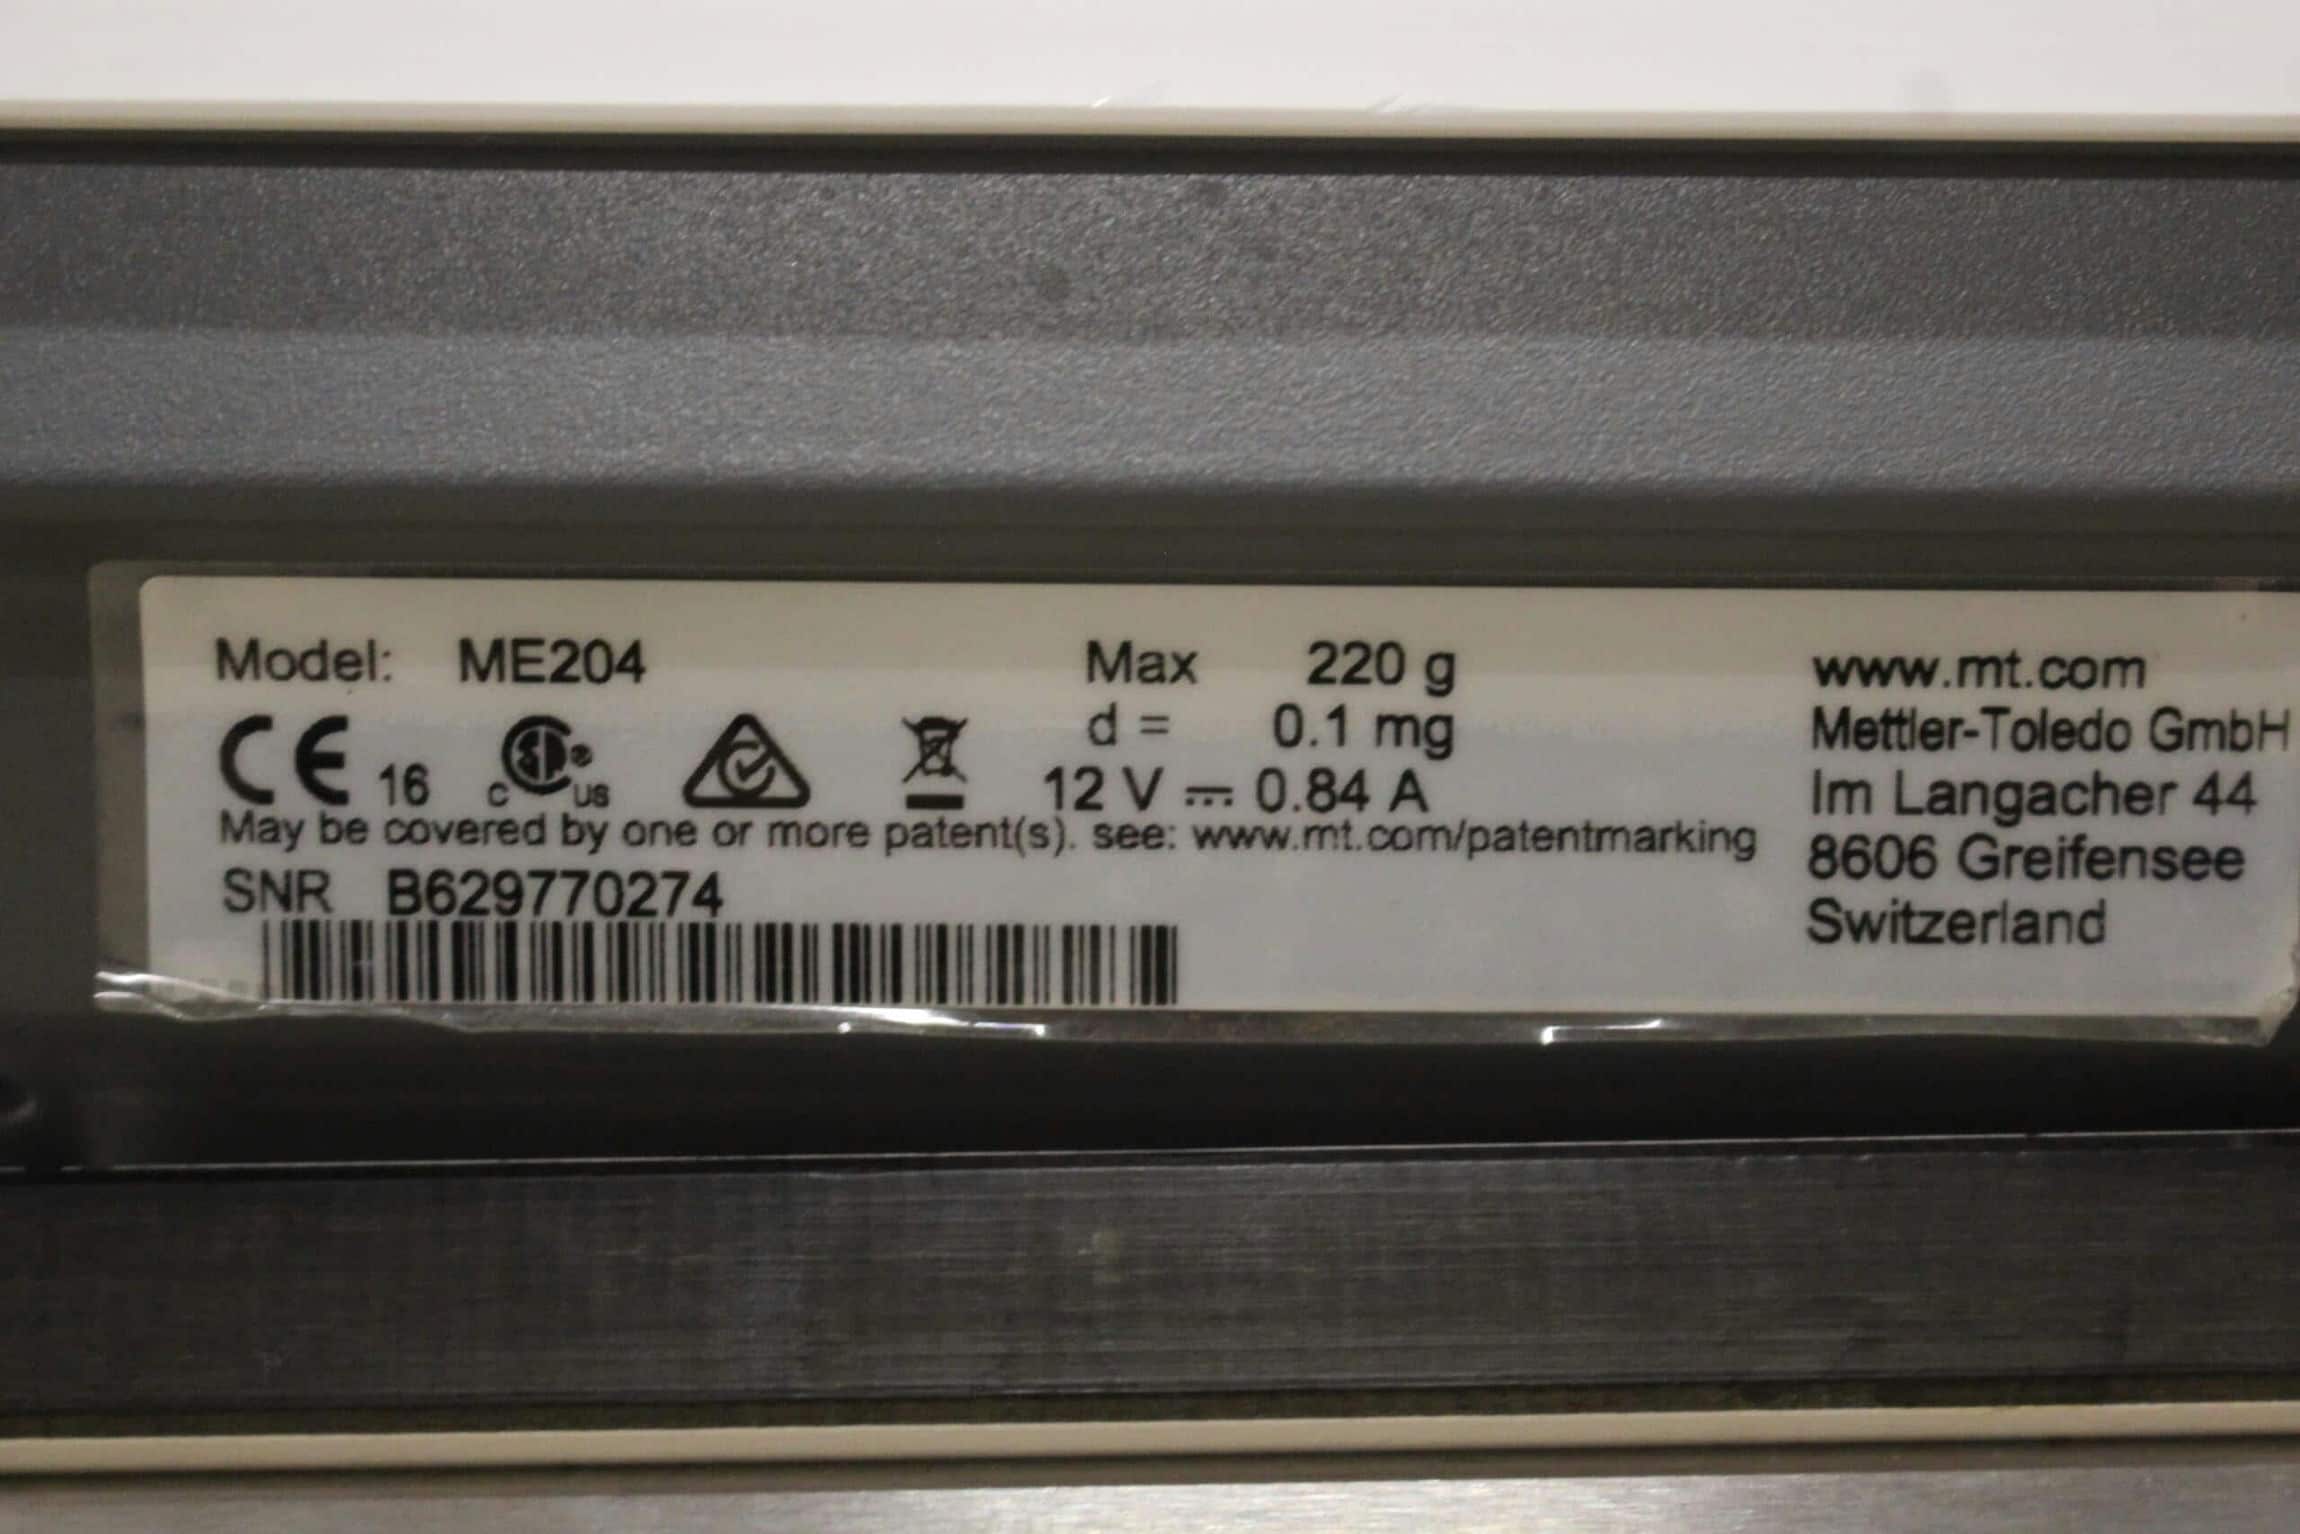 Model: ME204
CE 16 C SA ® US
May be covered by one or more patent(s). see: www.mt.com/patentmarking
SNR B629770274
Max 220 g
d = 0.1 mg
12 V ⎓ 0.84 A
www.mt.com
Mettler-Toledo GmbH
Im Langacher 44
8606 Greifensee
Switzerland